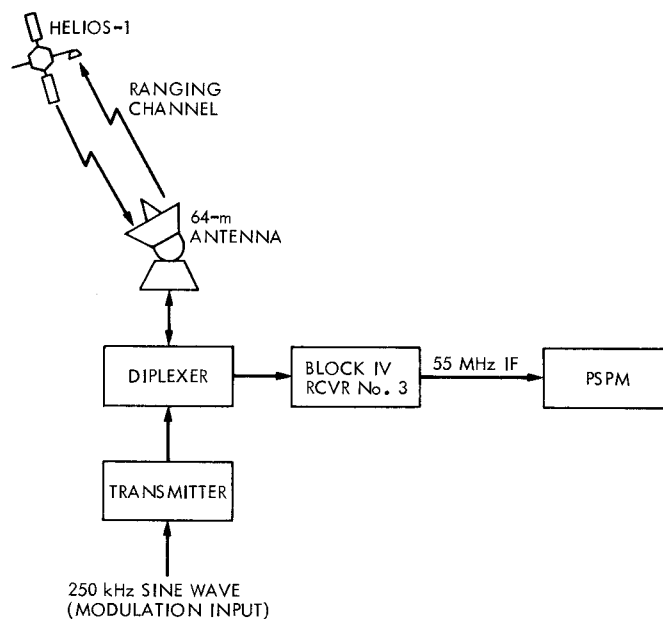 HELIOS-1
RANGING
CHANNEL
64-m
ANTENNA
DIPLEXER
BLOCK IV
RCVR No. 3
55 MHz IF
PSPM
TRANSMITTER
250 kHz SINE WAVE
(MODULATION INPUT)